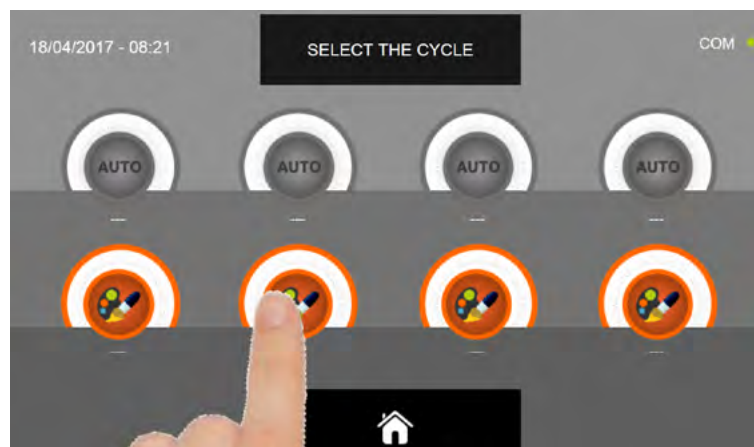 18/04/2017 - 08:21
SELECT THE CYCLE
COM
AUTO
AUTO
AUTO
AUTO
---
---
---
---
---
---
---
---